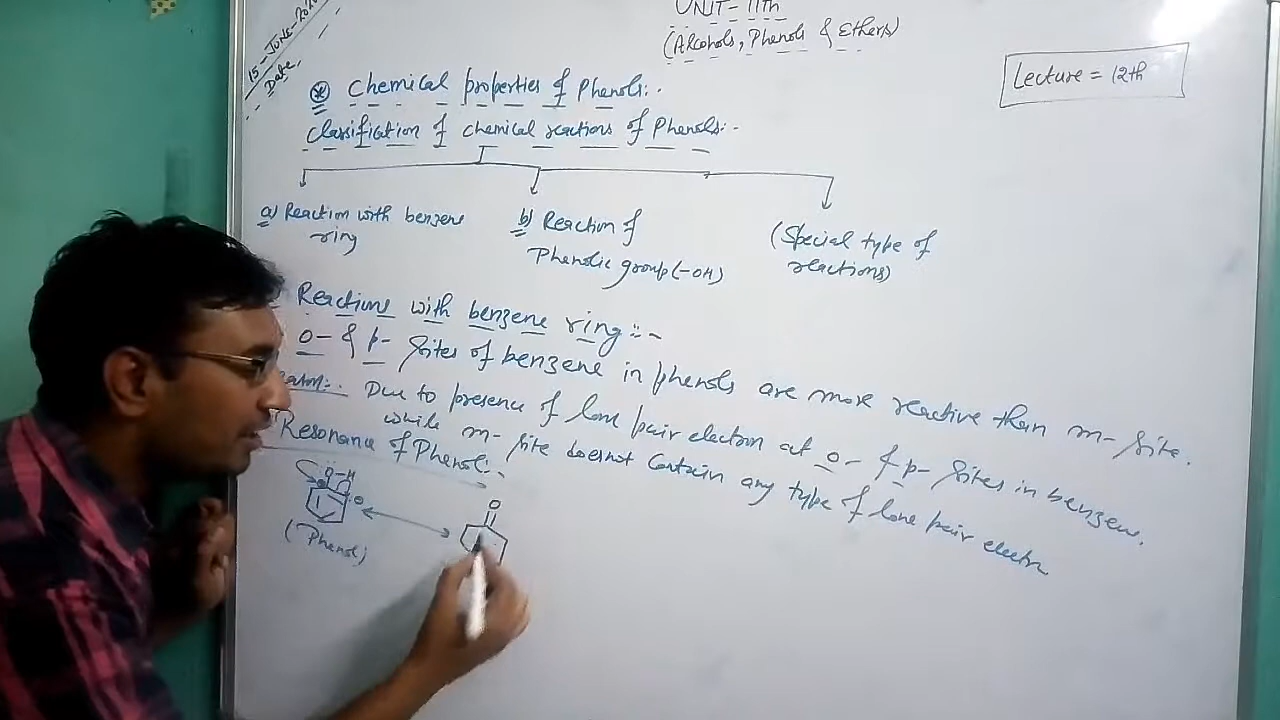 UNIT-11th
(Alcohols, Phenols & Ethers)
15-JUNE-2020
Date,
Lecture = 12th
* Chemical properties of Phenols:-
Classification of chemical reactions of Phenols:-
a) Reaction with benzene
ring
b) Reaction of
Phenolic group (-OH)
(Special type of
reactions)
Reactions with benzene ring::-
o- & p- sites of benzene in phenols are more reactive than m- site.
Due to presence of lone pair electron at o- & p- sites in benzene.
while m- site doesnot contain any type of lone pair electr
Resonance of Phenol:-
O-H
(Phenol)
O